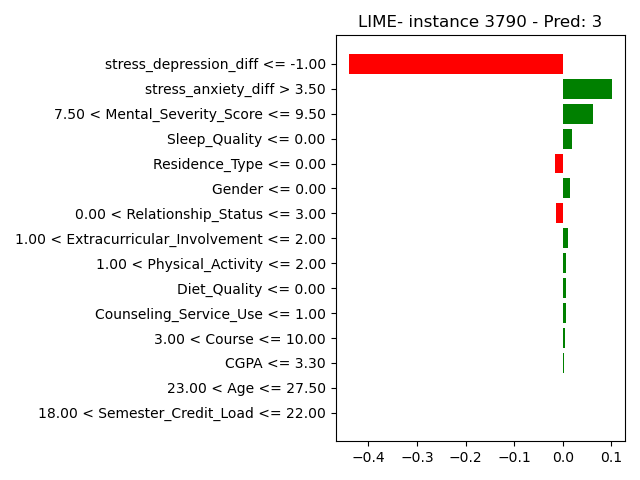 LIME- instance 3790 - Pred: 3
stress_depression_diff <= -1.00
stress_anxiety_diff > 3.50
7.50 < Mental_Severity_Score <= 9.50
Sleep_Quality <= 0.00
Residence_Type <= 0.00
Gender <= 0.00
0.00 < Relationship_Status <= 3.00
1.00 < Extracurricular_Involvement <= 2.00
1.00 < Physical_Activity <= 2.00
Diet_Quality <= 0.00
Counseling_Service_Use <= 1.00
3.00 < Course <= 10.00
CGPA <= 3.30
23.00 < Age <= 27.50
18.00 < Semester_Credit_Load <= 22.00
−0.4 −0.3 −0.2 −0.1 0.0 0.1